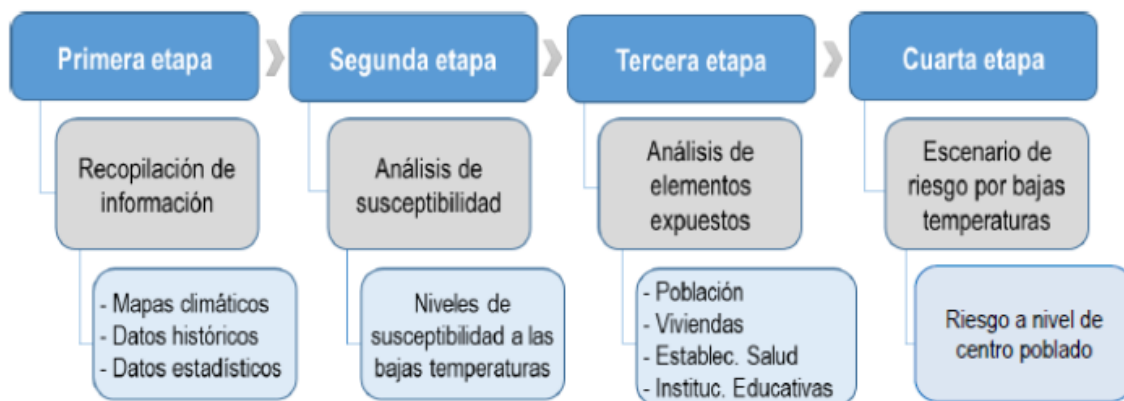 Primera etapa
Segunda etapa
Tercera etapa
Cuarta etapa
Recopilación de
información
Análisis de
susceptibilidad
Análisis de
elementos
expuestos
Escenario de
riesgo por bajas
temperaturas
- Mapas climáticos
- Datos históricos
- Datos estadísticos
Niveles de
susceptibilidad a las
bajas temperaturas
- Población
- Viviendas
- Establec. Salud
- Instituc. Educativas
Riesgo a nivel de
centro poblado